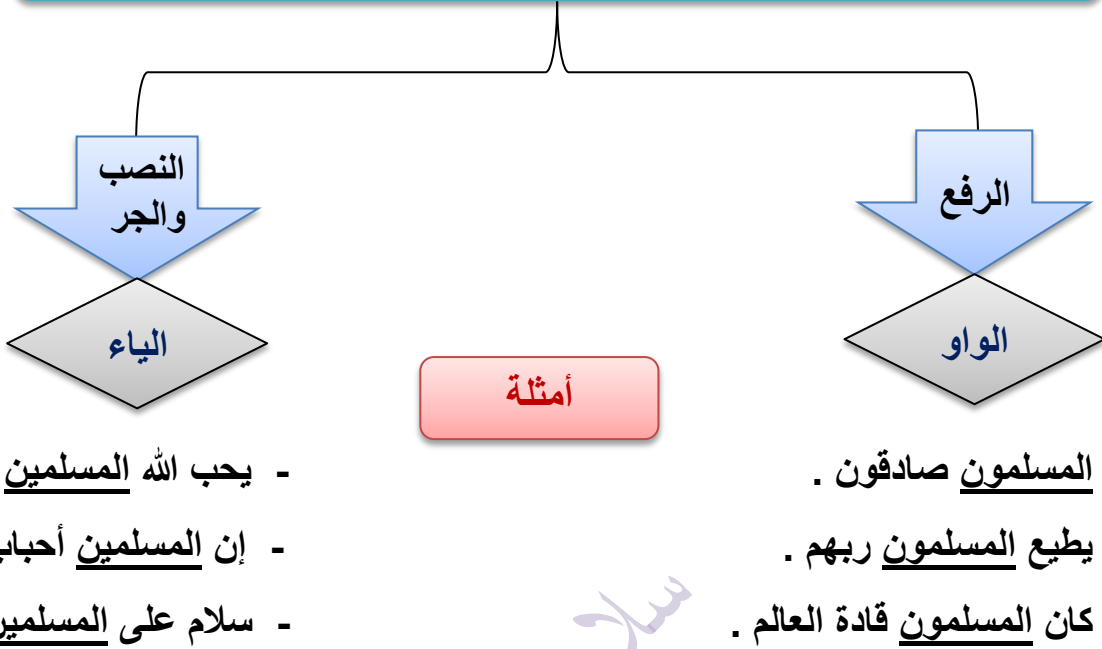 الرفع
النصب
والجر
الواو
الياء
أمثلة
المسلمون صادقون .
- يحب الله المسلمين
يطيع المسلمون ربهم .
- إن المسلمين
كان المسلمون قادة العالم .
- سلام على المسلمين